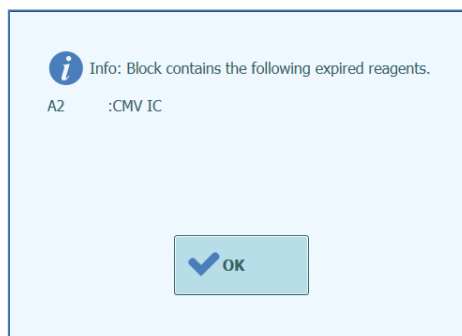 Info: Block contains the following expired reagents.
A2 :CMV IC
OK